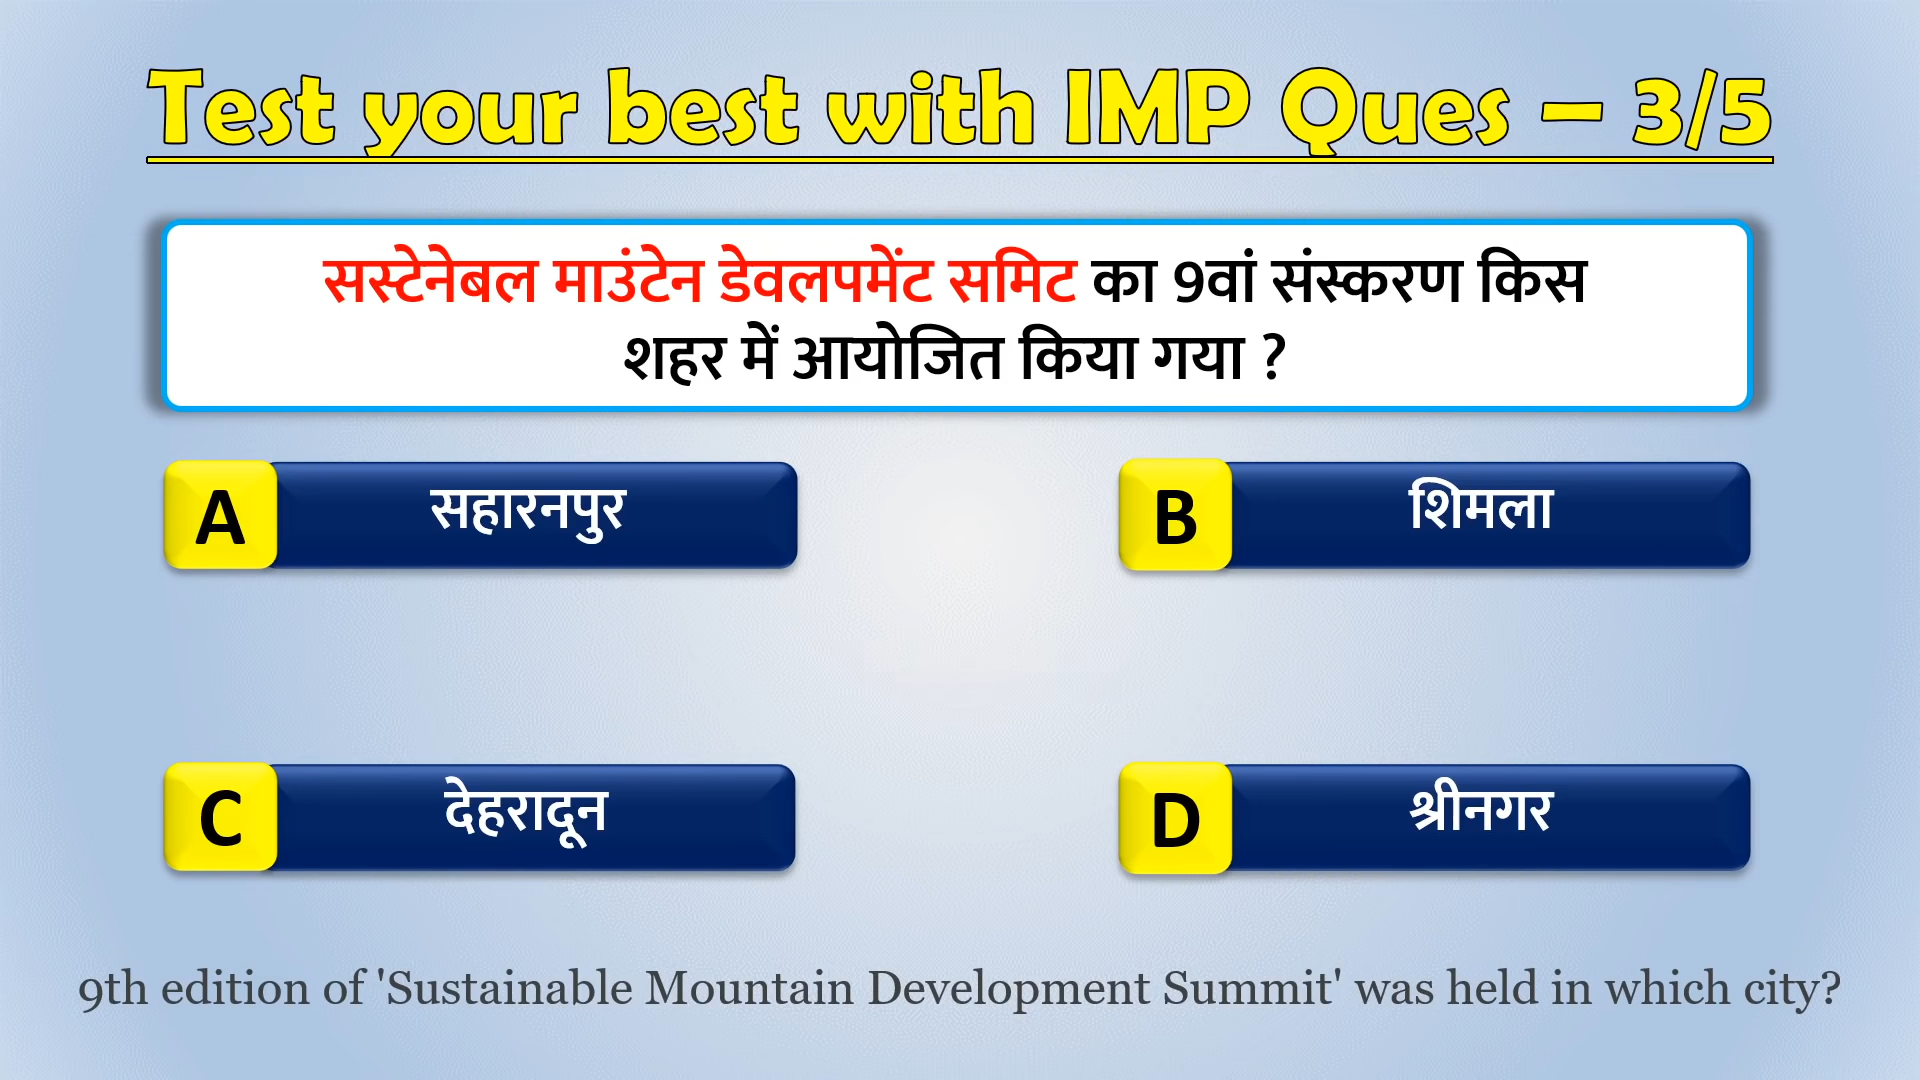 Test your best with IMP Ques – 3/5
सस्टेनेबल माउंटेन डेवलपमेंट समिट का 9वां संस्करण किस
शहर में आयोजित किया गया ?
A सहारनपुर
B शिमला
C देहरादून
D श्रीनगर
9th edition of 'Sustainable Mountain Development Summit' was held in which city?